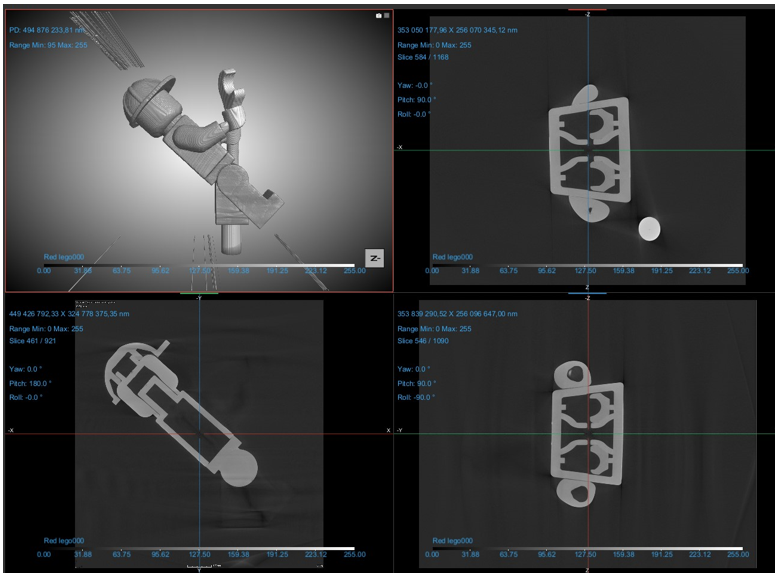 PD: 494 876 233,81 nm
Range Min: 95 Max: 255
Z-
Red lego000
0.00 31.88 63.75 95.62 127.50 159.38 191.25 223.12 255.00
-Z
353 050 177,96 X 256 070 345,12 nm
Range Min: 0 Max: 255
Slice 584 / 1168
Yaw: -0.0 °
Pitch: 90.0 °
Roll: -0.0 °
-X
Red lego000
0.00 31.88 63.75 95.62 127.50 159.38 191.25 223.12 255.00
Z
-Y
449 426 792,33 X 324 778 375,35 nm
Range Min: 0 Max: 255
Slice 461 / 921
Yaw: 0.0 °
Pitch: 180.0 °
Roll: -0.0 °
-X X
Red lego000
0.00 31.88 63.75 95.62 127.50 159.38 191.25 223.12 255.00
Y
-Z
353 839 290,52 X 256 096 647,00 nm
Range Min: 0 Max: 255
Slice 546 / 1090
Yaw: 0.0 °
Pitch: 90.0 °
Roll: -90.0 °
-Y
Red lego000
0.00 31.88 63.75 95.62 127.50 159.38 191.25 223.12 255.00
Z